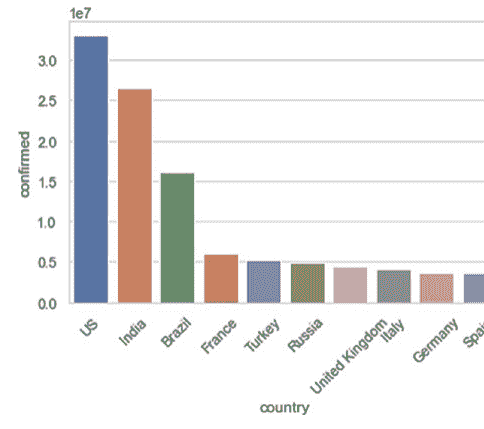 1e7
3.0
2.5
2.0
1.5
1.0
0.5
0.0
confirmed
US
India
Brazil
France
Turkey
Russia
United Kingdom
Italy
Germany
Spai
country